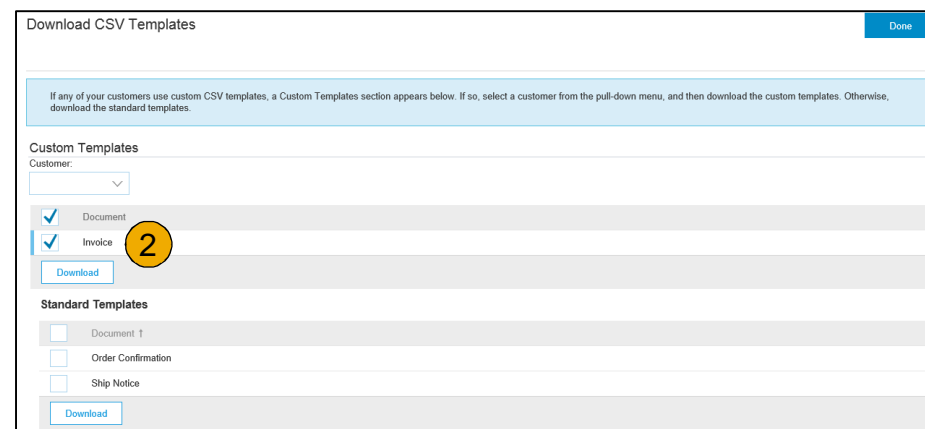 Download CSV Templates
Done
If any of your customers use custom CSV templates, a Custom Templates section appears below. If so, select a customer from the pull-down menu, and then download the custom templates. Otherwise,
download the standard templates.
Custom Templates
Customer:
Document
Invoice
2
Download
Standard Templates
Document ↑
Order Confirmation
Ship Notice
Download